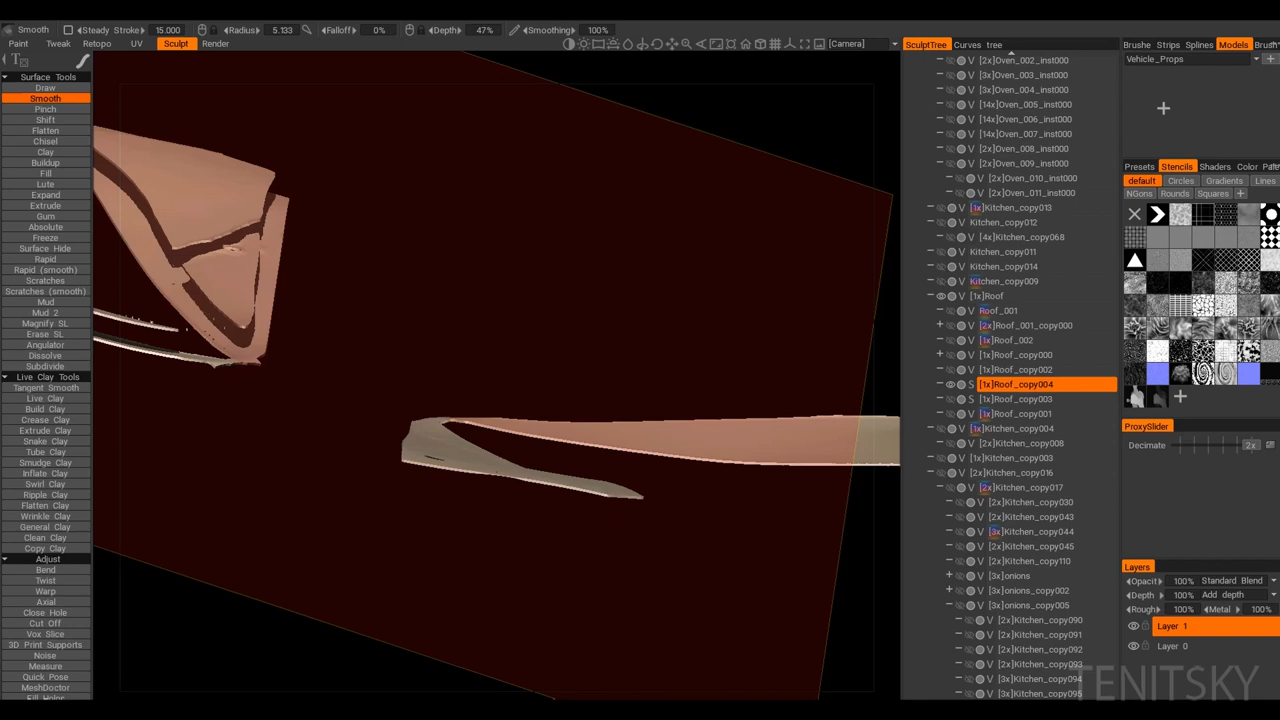 Smooth Steady Stroke 15.000 Radius 5.133 Falloff 0% Depth 47% Smoothing 100%
Paint Tweak Retopo UV Sculpt Render [Camera] SculptTree Curves tree Brushe Strips Splines Models Brush
Vehicle_Props
Surface Tools
Draw
Smooth
Pinch
Shift
Flatten
Chisel
Clay
Buildup
Fill
Lute
Expand
Extrude
Gum
Absolute
Freeze
Surface Hide
Rapid
Rapid (smooth)
Scratches
Scratches (smooth)
Mud
Mud 2
Magnify SL
Erase SL
Angulator
Dissolve
Subdivide
Live Clay Tools
Tangent Smooth
Live Clay
Build Clay
Crease Clay
Extrude Clay
Snake Clay
Tube Clay
Smudge Clay
Inflate Clay
Swirl Clay
Ripple Clay
Flatten Clay
Wrinkle Clay
General Clay
Clean Clay
Copy Clay
Adjust
Bend
Twist
Warp
Axial
Close Hole
Cut Off
Vox Slice
3D Print Supports
Noise
Measure
Quick Pose
MeshDoctor
Fill Holes
V [2x]Oven_002_inst000
V [3x]Oven_003_inst000
V [3x]Oven_004_inst000
V [14x]Oven_005_inst000
V [14x]Oven_006_inst000
V [14x]Oven_007_inst000
V [2x]Oven_008_inst000
V [2x]Oven_009_inst000
V [2x]Oven_010_inst000
V [2x]Oven_011_inst000
V [1x]Kitchen_copy013
V Kitchen_copy012
V [4x]Kitchen_copy068
V Kitchen_copy011
V Kitchen_copy014
V Kitchen_copy009
V [1x]Roof
V Roof_001
V [2x]Roof_001_copy000
V [1x]Roof_002
V [1x]Roof_copy000
V [1x]Roof_copy002
S [1x]Roof_copy004
S [1x]Roof_copy003
V [1x]Roof_copy001
V [1x]Kitchen_copy004
V [2x]Kitchen_copy008
V [1x]Kitchen_copy003
V [2x]Kitchen_copy016
V [2x]Kitchen_copy017
V [2x]Kitchen_copy030
V [2x]Kitchen_copy043
V [3x]Kitchen_copy044
V [2x]Kitchen_copy045
V [2x]Kitchen_copy110
V [3x]onions
V [3x]onions_copy002
V [3x]onions_copy005
V [2x]Kitchen_copy090
V [2x]Kitchen_copy091
V [2x]Kitchen_copy092
V [2x]Kitchen_copy093
V [3x]Kitchen_copy094
V [3x]Kitchen_copy095
Presets Stencils Shaders Color
default Circles Gradients Lines
NGons Rounds Squares
ProxySlider
Decimate 2x
Layers
Opacit 100% Standard Blend
Depth 100% Add depth
Rough 100% Metal 100%
Layer 1
Layer 0
TENITSKY